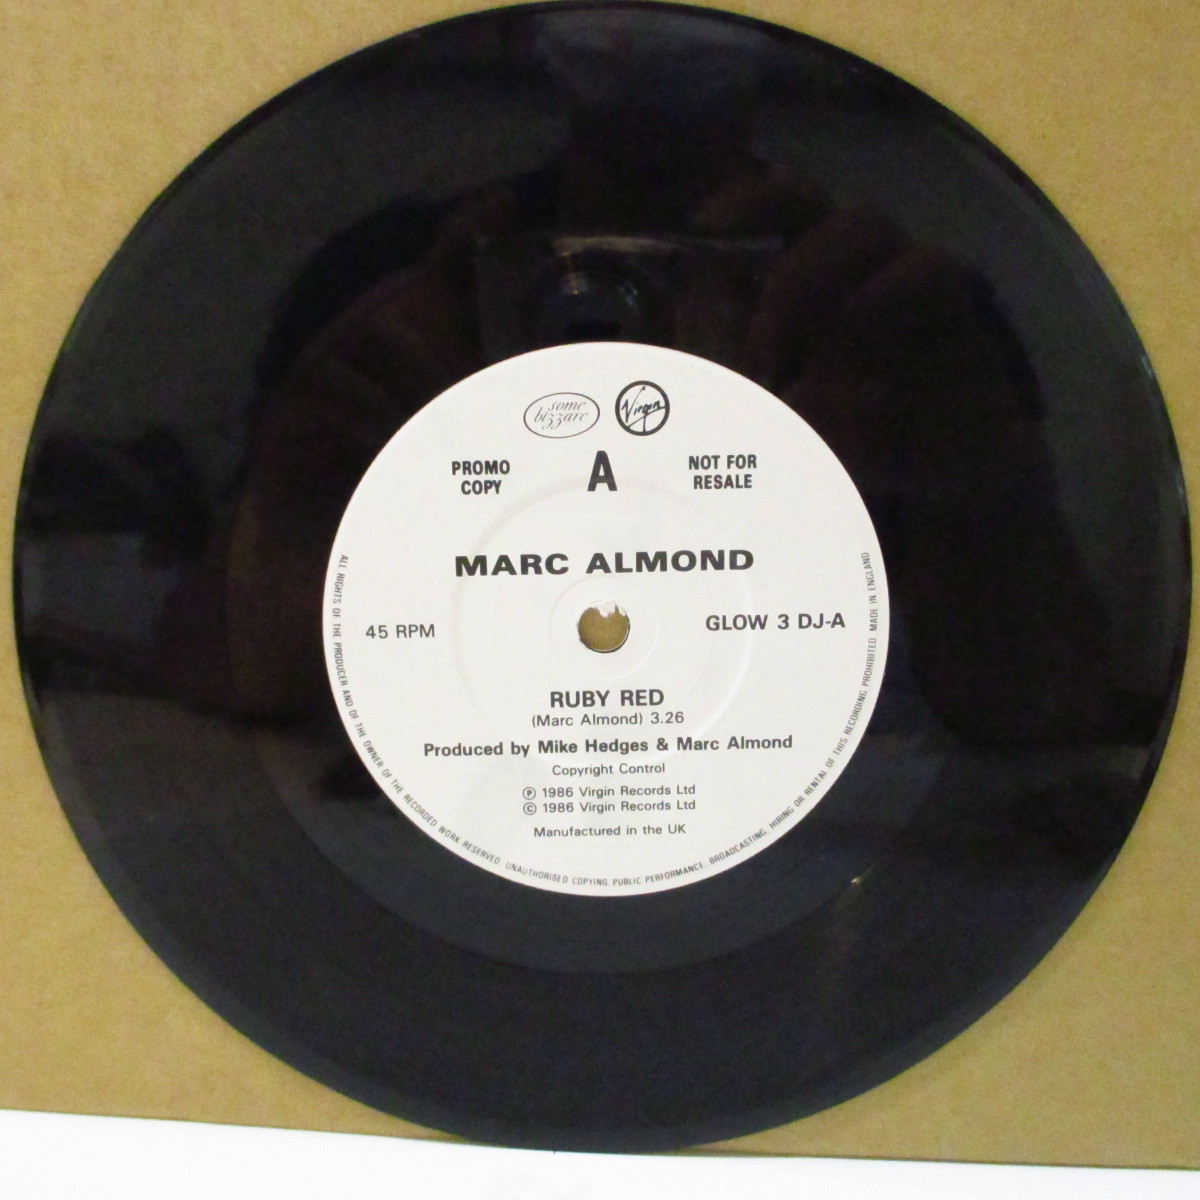 some
bizzare
Virgin
PROMO
COPY
A
NOT FOR
RESALE
MARC ALMOND
45 RPM
GLOW 3 DJ-A
RUBY RED
(Marc Almond) 3.26
Produced by Mike Hedges & Marc Almond
Copyright Control
℗ 1986 Virgin Records Ltd
© 1986 Virgin Records Ltd
Manufactured in the UK
ALL RIGHTS OF THE PRODUCER AND OF THE OWNER OF THE RECORDED WORK RESERVED. UNAUTHORISED COPYING, PUBLIC PERFORMANCE, BROADCASTING, HIRING OR RENTAL OF THIS RECORDING PROHIBITED. MADE IN ENGLAND